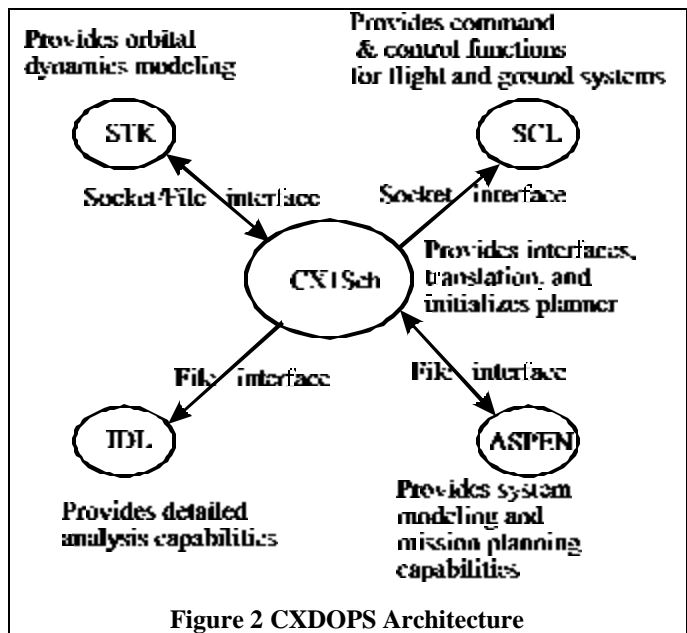 Provides orbital
dynamics modeling
Provides command
& control functions
for flight and ground systems
STK
SCL
Socket/File interface
Socket interface
CX1Sch
Provides interfaces,
translation, and
initializes planner
File interface
File interface
IDL
ASPEN
Provides detailed
analysis capabilities
Provides system
modeling and
mission planning
capabilities
Figure 2 CXDOPS Architecture